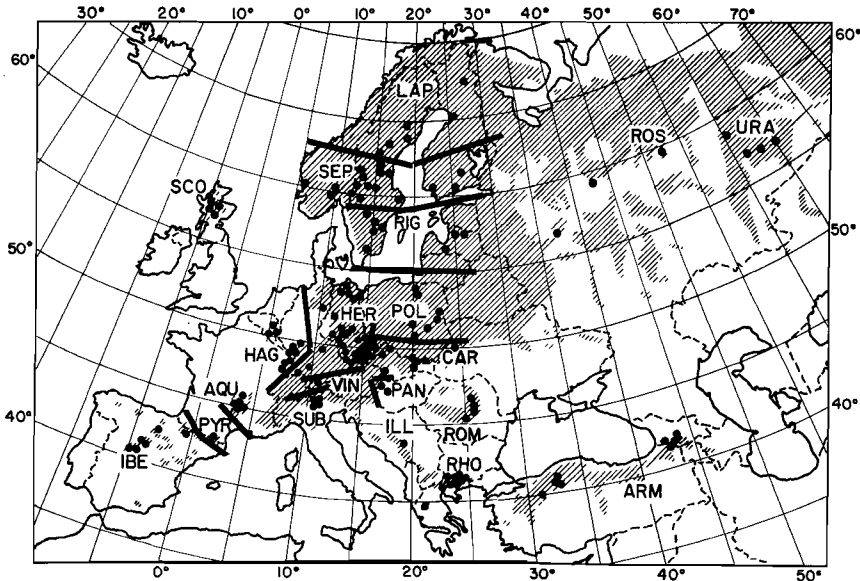 30° 20° 10° 0° 10° 20° 30° 40° 50° 60° 70°
60° 60°
LAP
ROS URA
SEP
SCO
RIG
50° 50°
HER POL
HAG CAR
AQU VIN PAN
40° PYR SUB ILL 40°
ROM
IBE RHO
ARM
0° 10° 20° 30° 40° 50°